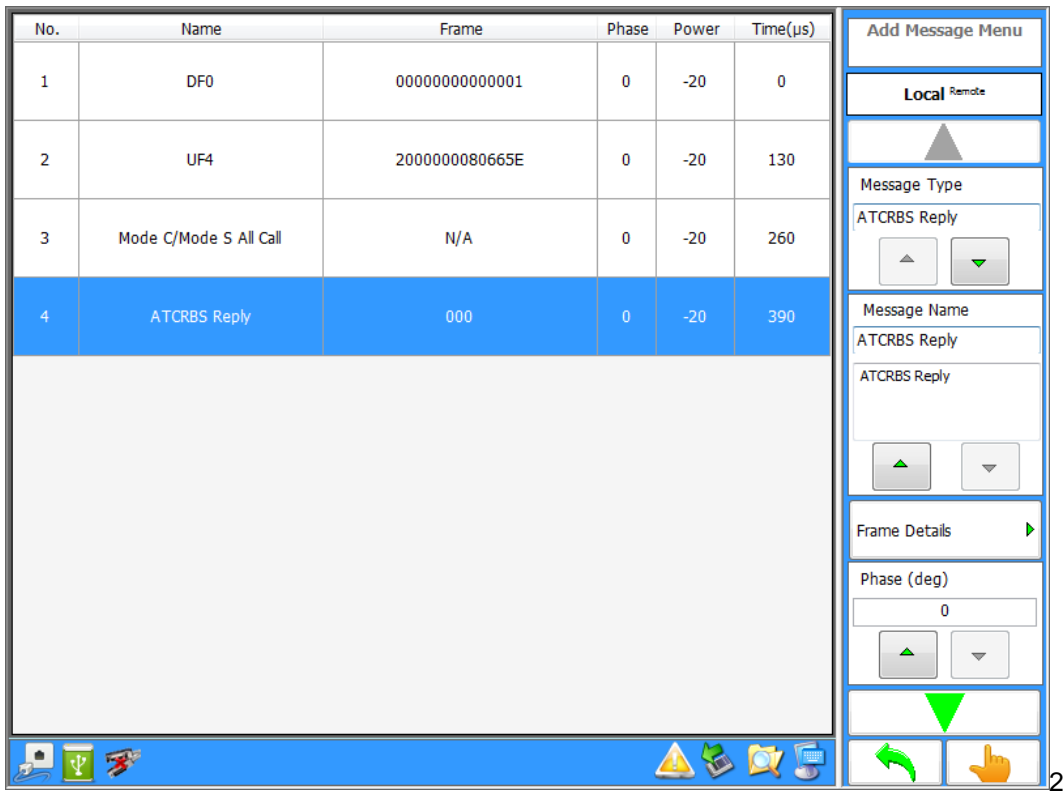 No. Name Frame Phase Power Time(µs)
1 DF0 00000000000001 0 -20 0
2 UF4 2000000080665E 0 -20 130
3 Mode C/Mode S All Call N/A 0 -20 260
4 ATCRBS Reply 000 0 -20 390
Add Message Menu
Local Remote
Message Type
ATCRBS Reply
Message Name
ATCRBS Reply
ATCRBS Reply
Frame Details
Phase (deg)
0
2